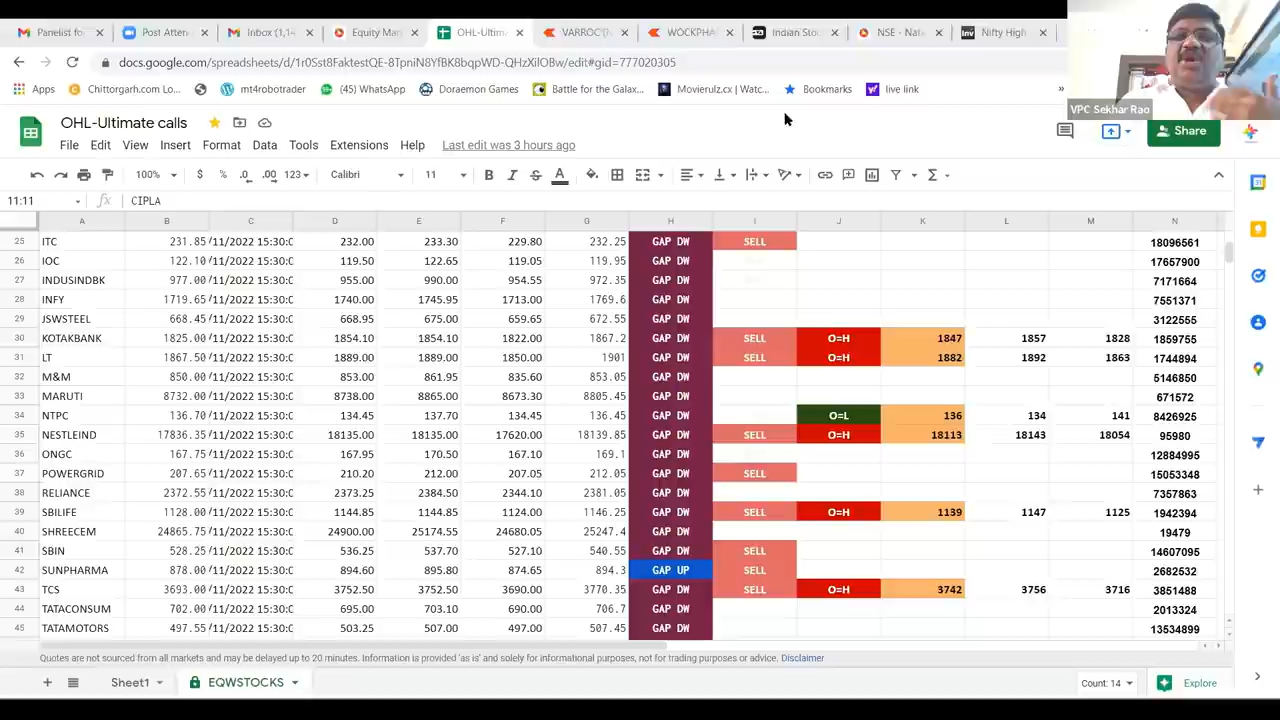 Panelist for
Post Atten
Inbox (1,14
Equity Man
OHL-Ultim
VARROC(N
WOCKPHA
Indian Stoc
NSE - Nati
Nifty High
docs.google.com/spreadsheets/d/1r0Sst8FaktestQE-8TpniN8YfBK8bqpWD-QHzXilOBw/edit#gid=777020305
Apps
Chittorgarh.com Lo...
mt4robotrader
(45) WhatsApp
Doraemon Games
Battle for the Gala...
Movierulz.cx | Watc...
Bookmarks
live link
»
VPC Sekhar Rao
OHL-Ultimate calls
Share
File Edit View Insert Format Data Tools Extensions Help Last edit was 3 hours ago
100% $ % .0 .00 123 Calibri 11 B I S A
11:11 fx CIPLA
A B C D E F G H I J K L M N
25 ITC 231.85 /11/2022 15:30:0 232.00 233.30 229.80 232.25 GAP DW SELL 18096561
26 IOC 122.10 /11/2022 15:30:0 119.50 122.65 119.05 119.95 GAP DW 17657900
27 INDUSINDBK 977.00 /11/2022 15:30:0 955.00 990.00 954.55 972.35 GAP DW 7171664
28 INFY 1719.65 /11/2022 15:30:0 1740.00 1745.95 1713.00 1769.6 GAP DW 7551371
29 JSWSTEEL 668.45 /11/2022 15:30:0 668.95 675.00 659.65 672.55 GAP DW 3122555
30 KOTAKBANK 1825.00 /11/2022 15:30:0 1854.10 1854.10 1822.00 1867.2 GAP DW SELL O=H 1847 1857 1828 1859755
31 LT 1867.50 /11/2022 15:30:0 1889.00 1889.00 1850.00 1901 GAP DW SELL O=H 1882 1892 1863 1744894
32 M&M 850.00 /11/2022 15:30:0 853.00 861.95 835.60 853.05 GAP DW 5146850
33 MARUTI 8732.00 /11/2022 15:30:0 8738.00 8865.00 8673.30 8805.45 GAP DW 671572
34 NTPC 136.70 /11/2022 15:30:0 134.45 137.70 134.45 136.45 GAP DW O=L 136 134 141 8426925
35 NESTLEIND 17836.35 /11/2022 15:30:0 18135.00 18135.00 17620.00 18139.85 GAP DW SELL O=H 18113 18143 18054 95980
36 ONGC 167.75 /11/2022 15:30:0 167.95 170.50 167.10 169.1 GAP DW 12884995
37 POWERGRID 207.65 /11/2022 15:30:0 210.20 212.00 207.05 212.05 GAP DW SELL 15053348
38 RELIANCE 2372.55 /11/2022 15:30:0 2373.25 2384.50 2344.10 2381.05 GAP DW 7357863
39 SBILIFE 1128.00 /11/2022 15:30:0 1144.85 1144.85 1124.00 1146.25 GAP DW SELL O=H 1139 1147 1125 1942394
40 SHREECEM 24865.75 /11/2022 15:30:0 24900.00 25174.55 24680.05 25247.4 GAP DW 19479
41 SBIN 528.25 /11/2022 15:30:0 536.25 537.70 527.10 540.55 GAP DW SELL 14607095
42 SUNPHARMA 878.00 /11/2022 15:30:0 894.60 895.80 874.65 894.3 GAP UP SELL 2682532
43 TCS 3693.00 /11/2022 15:30:0 3752.50 3752.50 3690.00 3770.35 GAP DW SELL O=H 3742 3756 3716 3851488
44 TATACONSUM 702.00 /11/2022 15:30:0 695.00 703.10 690.00 706.7 GAP DW 2013324
45 TATAMOTORS 497.55 /11/2022 15:30:0 503.25 507.00 497.00 507.45 GAP DW 13534899
Quotes are not sourced from all markets and may be delayed up to 20 minutes. Information is provided 'as is' and solely for informational purposes, not for trading purposes or advice. Disclaimer
Sheet1 EQWSTOCKS Count: 14 Explore